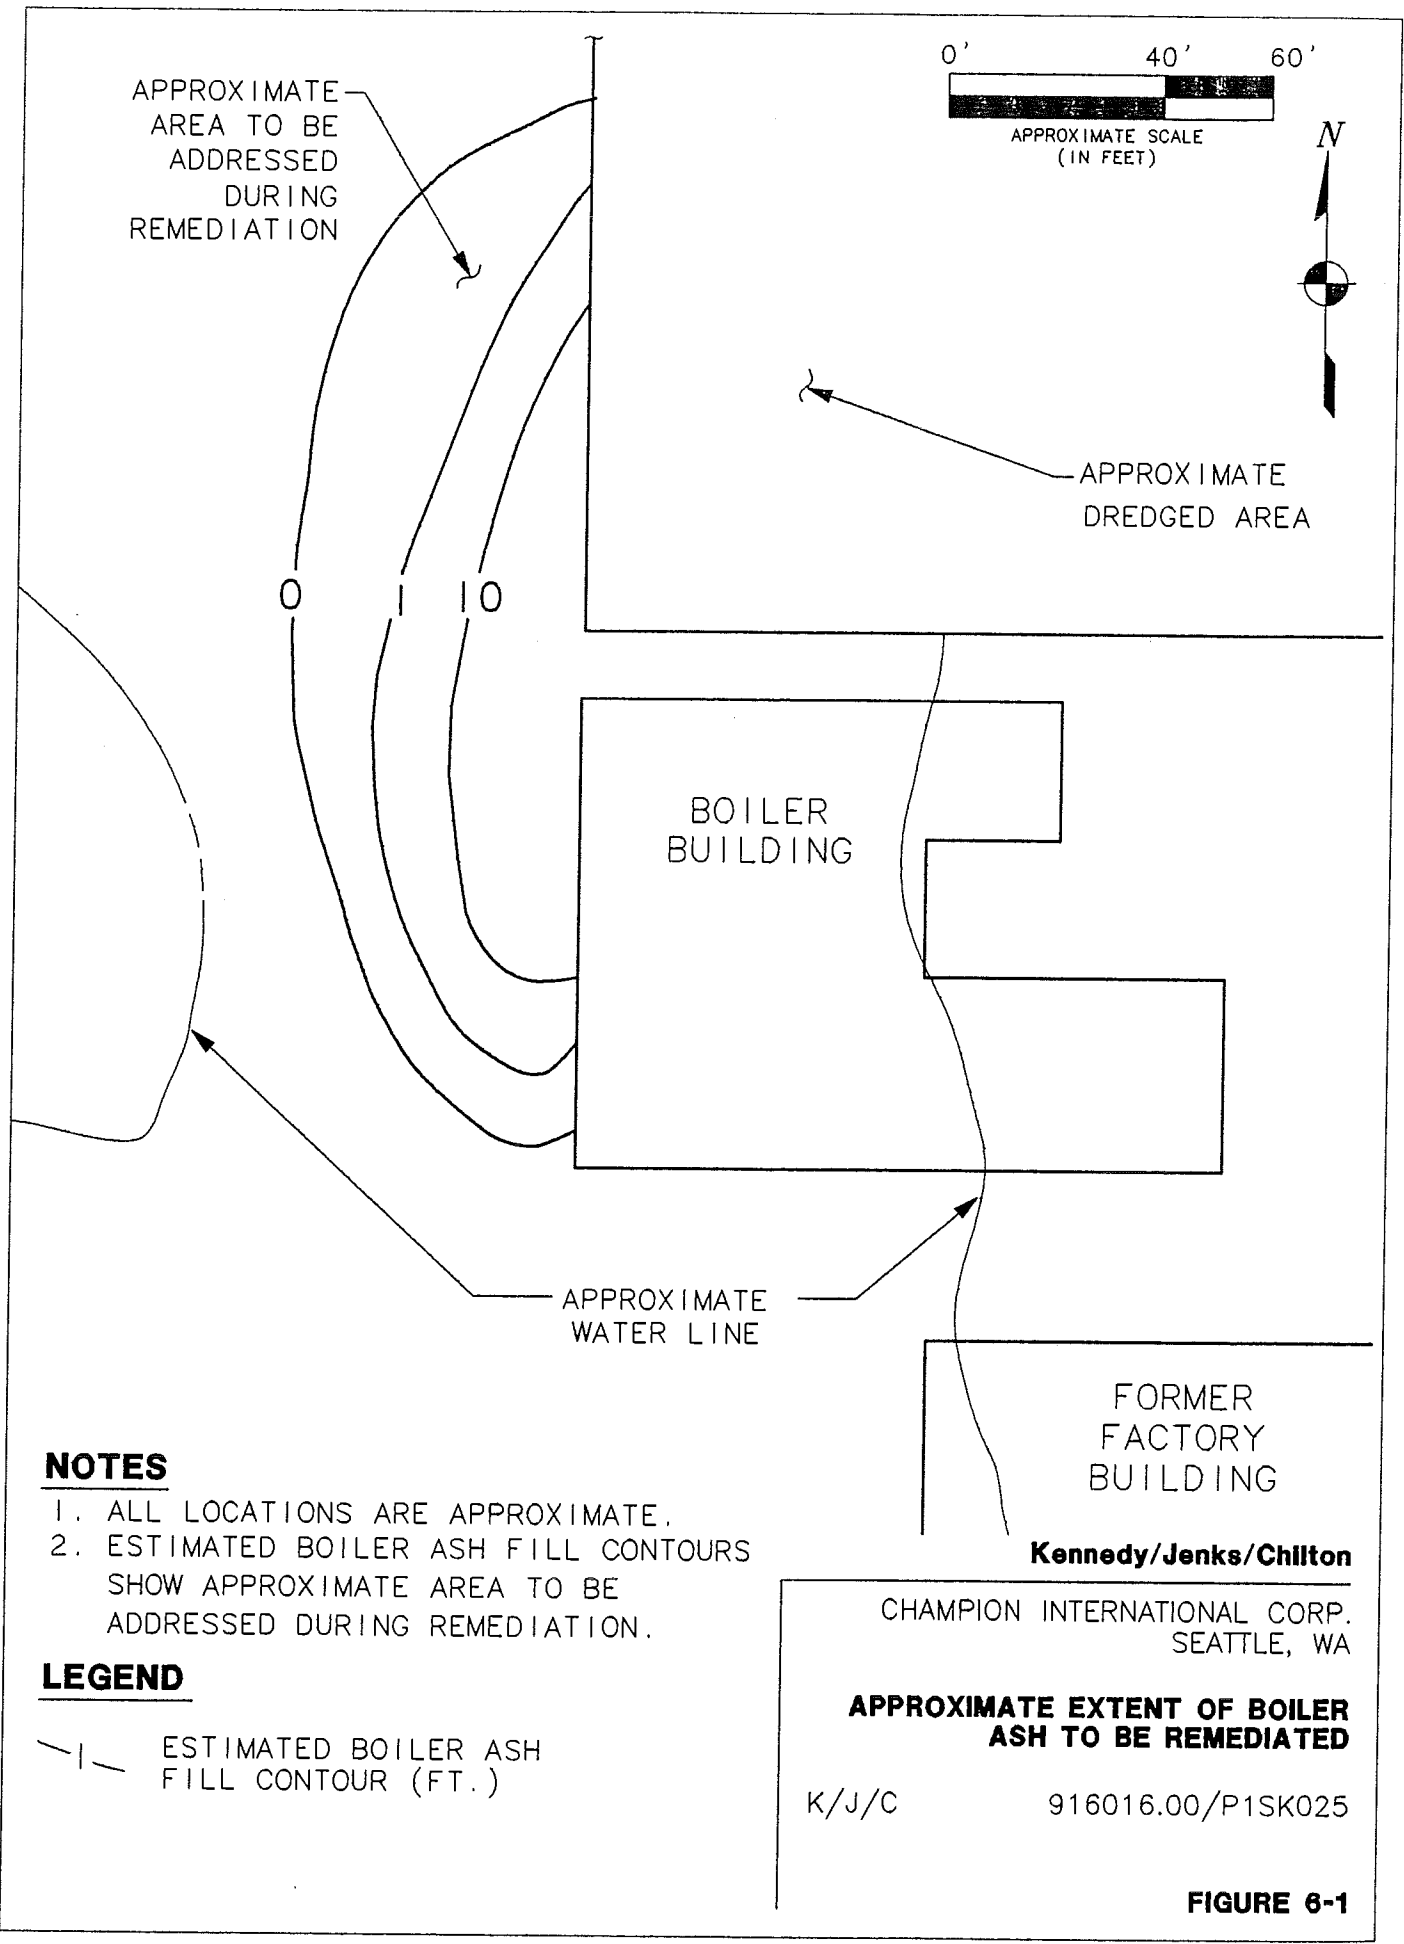 0' 40' 60'
APPROXIMATE SCALE
(IN FEET)
N
APPROXIMATE
AREA TO BE
ADDRESSED
DURING
REMEDIATION
APPROXIMATE
DREDGED AREA
0 1 10
BOILER
BUILDING
APPROXIMATE
WATER LINE
FORMER
FACTORY
BUILDING
NOTES
1. ALL LOCATIONS ARE APPROXIMATE.
2. ESTIMATED BOILER ASH FILL CONTOURS
SHOW APPROXIMATE AREA TO BE
ADDRESSED DURING REMEDIATION.
LEGEND
1 ESTIMATED BOILER ASH
FILL CONTOUR (FT.)
Kennedy/Jenks/Chilton
CHAMPION INTERNATIONAL CORP.
SEATTLE, WA
APPROXIMATE EXTENT OF BOILER
ASH TO BE REMEDIATED
K/J/C 916016.00/P1SK025
FIGURE 6-1